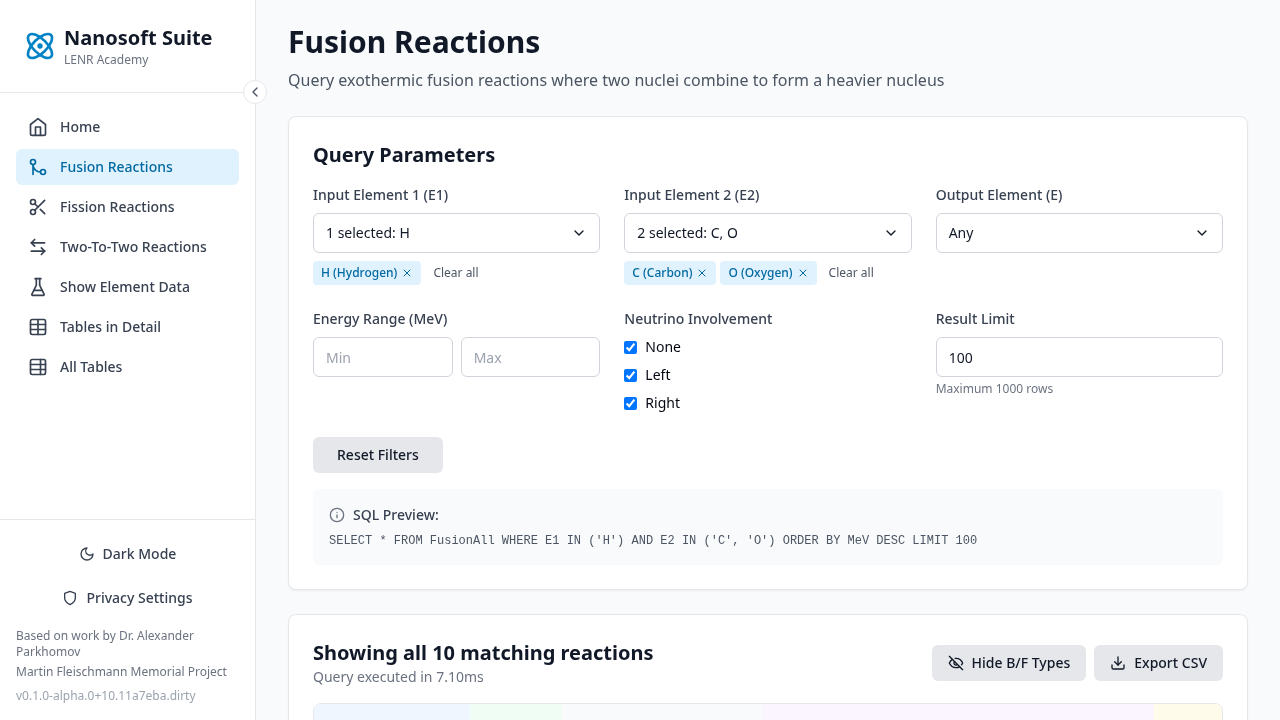 Nanosoft Suite
LENR Academy
Home
Fusion Reactions
Fission Reactions
Two-To-Two Reactions
Show Element Data
Tables in Detail
All Tables
Dark Mode
Privacy Settings
Based on work by Dr. Alexander
Parkhomov
Martin Fleischmann Memorial Project
v0.1.0-alpha.0+10.11a7eba.dirty
Fusion Reactions
Query exothermic fusion reactions where two nuclei combine to form a heavier nucleus
Query Parameters
Input Element 1 (E1)
1 selected: H
H (Hydrogen) Clear all
Input Element 2 (E2)
2 selected: C, O
C (Carbon) O (Oxygen) Clear all
Output Element (E)
Any
Energy Range (MeV)
Min Max
Neutrino Involvement
None
Left
Right
Result Limit
100
Maximum 1000 rows
Reset Filters
SQL Preview:
SELECT * FROM FusionAll WHERE E1 IN ('H') AND E2 IN ('C', 'O') ORDER BY MeV DESC LIMIT 100
Showing all 10 matching reactions
Query executed in 7.10ms
Hide B/F Types
Export CSV